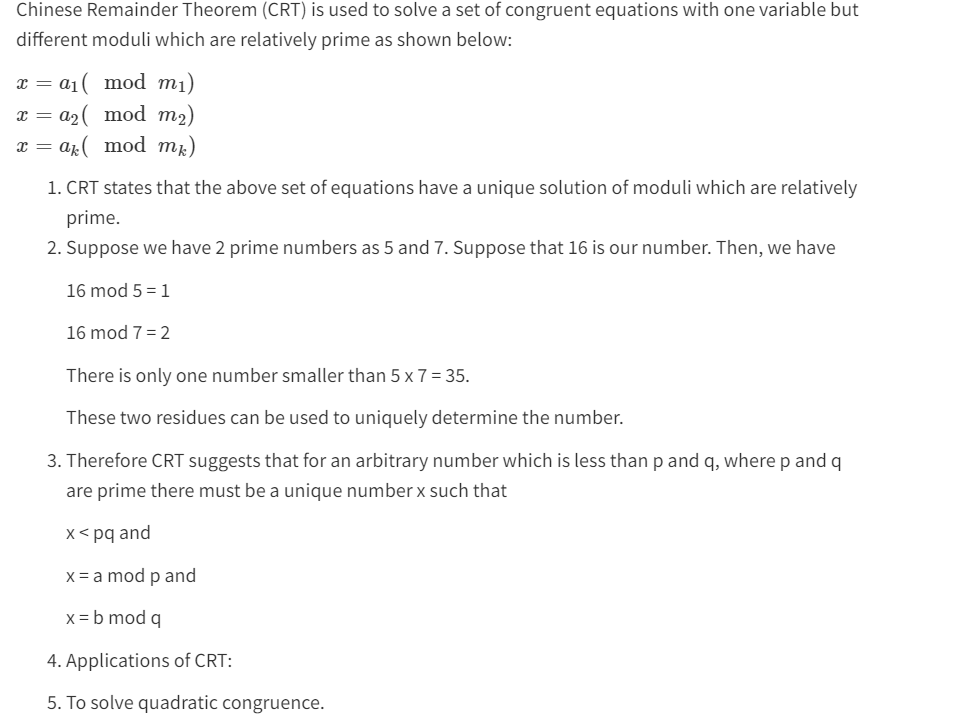 Chinese Remainder Theorem (CRT) is used to solve a set of congruent equations with one variable but
different moduli which are relatively prime as shown below:
x = a₁( mod m₁)
x = a₂( mod m₂)
x = aₖ( mod mₖ)
1. CRT states that the above set of equations have a unique solution of moduli which are relatively
prime.
2. Suppose we have 2 prime numbers as 5 and 7. Suppose that 16 is our number. Then, we have
16 mod 5 = 1
16 mod 7 = 2
There is only one number smaller than 5 x 7 = 35.
These two residues can be used to uniquely determine the number.
3. Therefore CRT suggests that for an arbitrary number which is less than p and q, where p and q
are prime there must be a unique number x such that
x < pq and
x = a mod p and
x = b mod q
4. Applications of CRT:
5. To solve quadratic congruence.